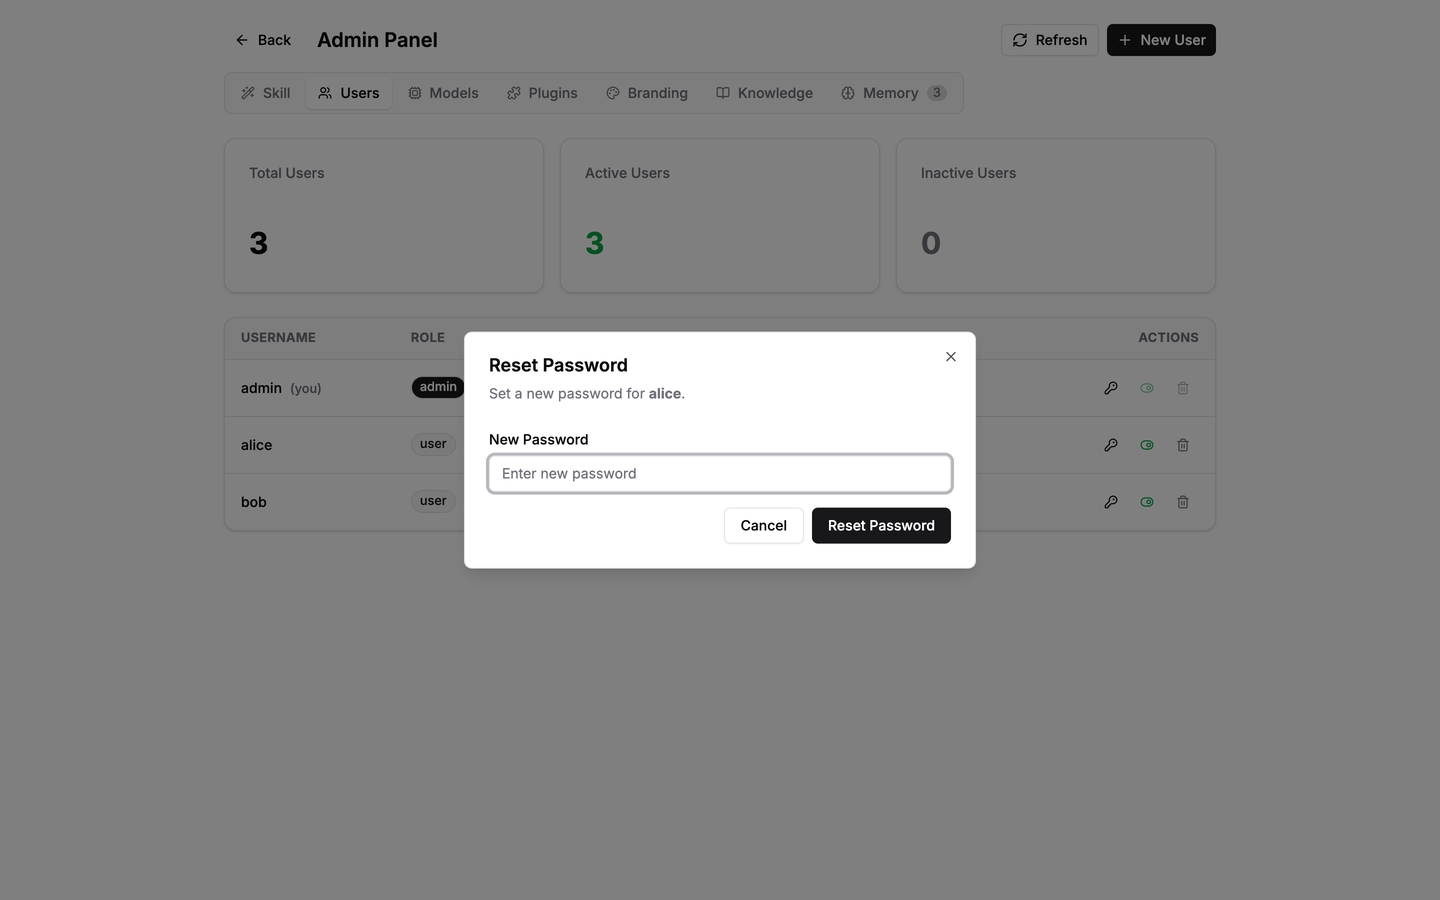 Back Admin Panel Refresh New User
Skill Users Models Plugins Branding Knowledge Memory 3
Total Users Active Users Inactive Users
3 3 0
USERNAME ROLE ACTIONS
admin (you) admin
alice user
bob user
Reset Password
Set a new password for alice.
New Password
Enter new password
Cancel Reset Password